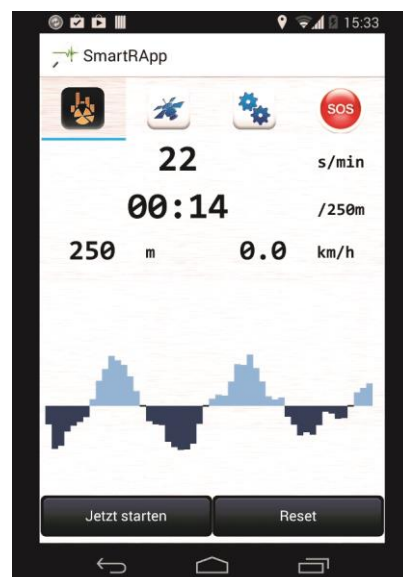 15:33
SmartRApp
SOS
22 s/min
00:14 /250m
250 m 0.0 km/h
Jetzt starten Reset